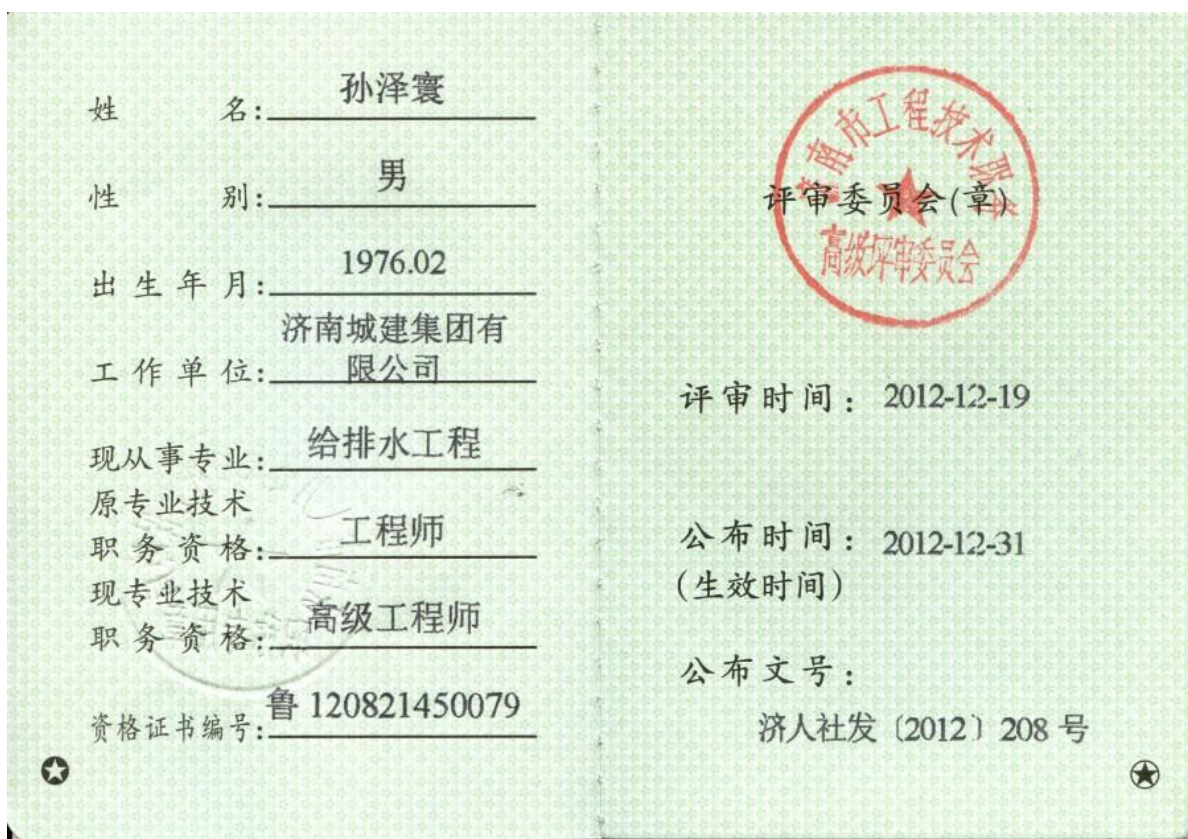 姓 名: 孙泽寰
性 别: 男
出生年月: 1976.02
济南城建集团有
工作单位: 限公司
现从事专业: 给排水工程
原专业技术
职务资格: 工程师
现专业技术
职务资格: 高级工程师
资格证书编号: 鲁 120821450079
济南市工程技术职务
评审委员会(章)
高级评审委员会
评审时间: 2012-12-19
公布时间: 2012-12-31
(生效时间)
公布文号:
济人社发〔2012〕208 号